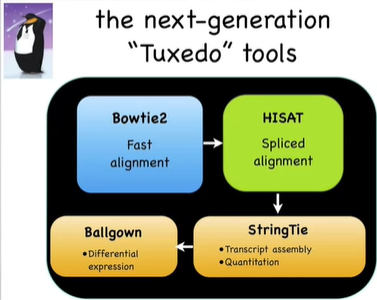 the next-generation
"Tuxedo" tools
Bowtie2
Fast
alignment
HISAT
Spliced
alignment
Ballgown
•Differential
expression
StringTie
•Transcript assembly
•Quantitation